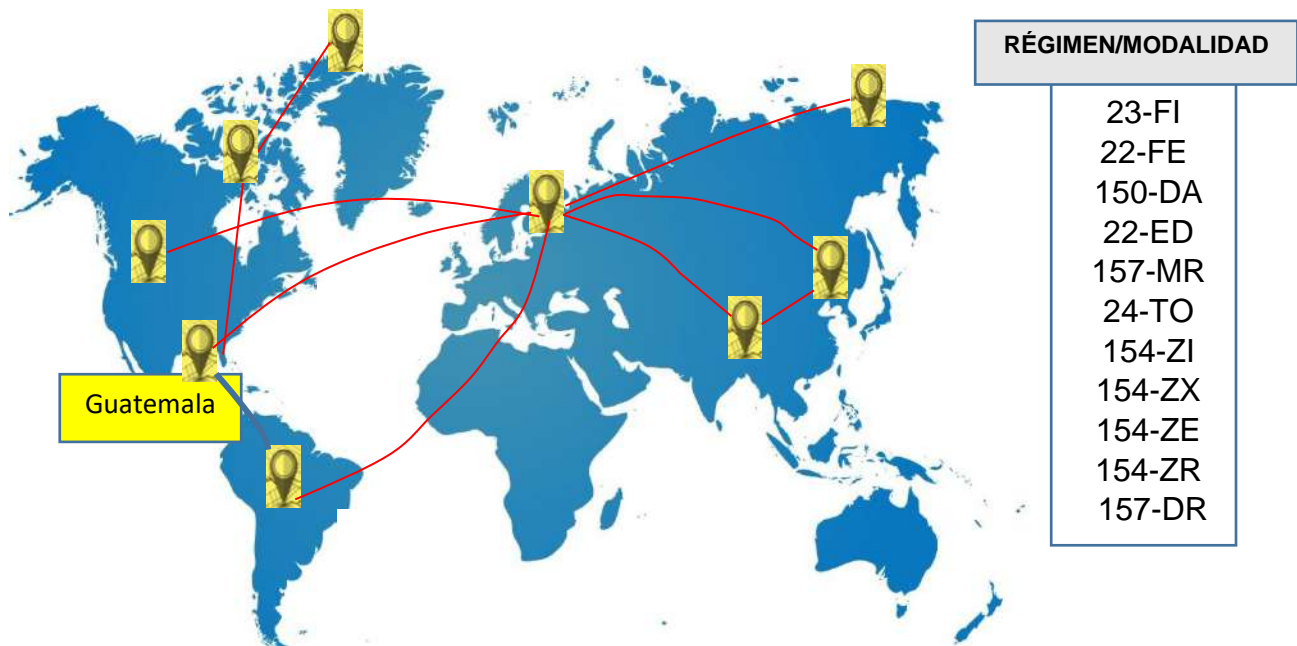 RÉGIMEN/MODALIDAD
23-FI
22-FE
150-DA
22-ED
157-MR
24-TO
154-ZI
154-ZX
154-ZE
154-ZR
157-DR
Guatemala